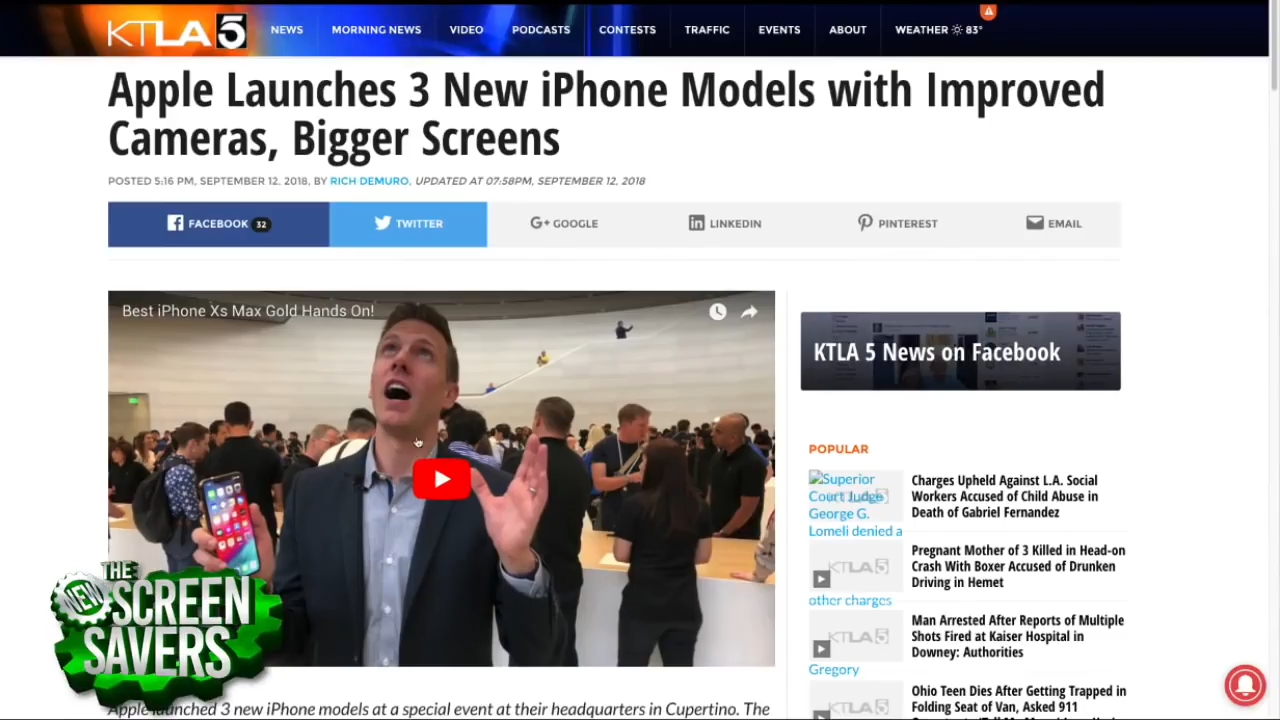 KTLA 5 NEWS MORNING NEWS VIDEO PODCASTS CONTESTS TRAFFIC EVENTS ABOUT WEATHER 83°
Apple Launches 3 New iPhone Models with Improved
Cameras, Bigger Screens
POSTED 5:16 PM, SEPTEMBER 12, 2018, BY RICH DEMURO, UPDATED AT 07:58PM, SEPTEMBER 12, 2018
FACEBOOK 32 TWITTER G+ GOOGLE LINKEDIN PINTEREST EMAIL
Best iPhone Xs Max Gold Hands On!
THE
NEW SCREEN
SAVERS
Apple launched 3 new iPhone models at a special event at their headquarters in Cupertino. The
KTLA 5 News on Facebook
POPULAR
Superior
Court Judge
George G.
Lomeli denied a
Charges Upheld Against L.A. Social
Workers Accused of Child Abuse in
Death of Gabriel Fernandez
KTLA 5
other charges
Pregnant Mother of 3 Killed in Head-on
Crash With Boxer Accused of Drunken
Driving in Hemet
KTLA 5
Gregory
Man Arrested After Reports of Multiple
Shots Fired at Kaiser Hospital in
Downey: Authorities
KTLA 5
Ohio Teen Dies After Getting Trapped in
Folding Seat of Van, Asked 911